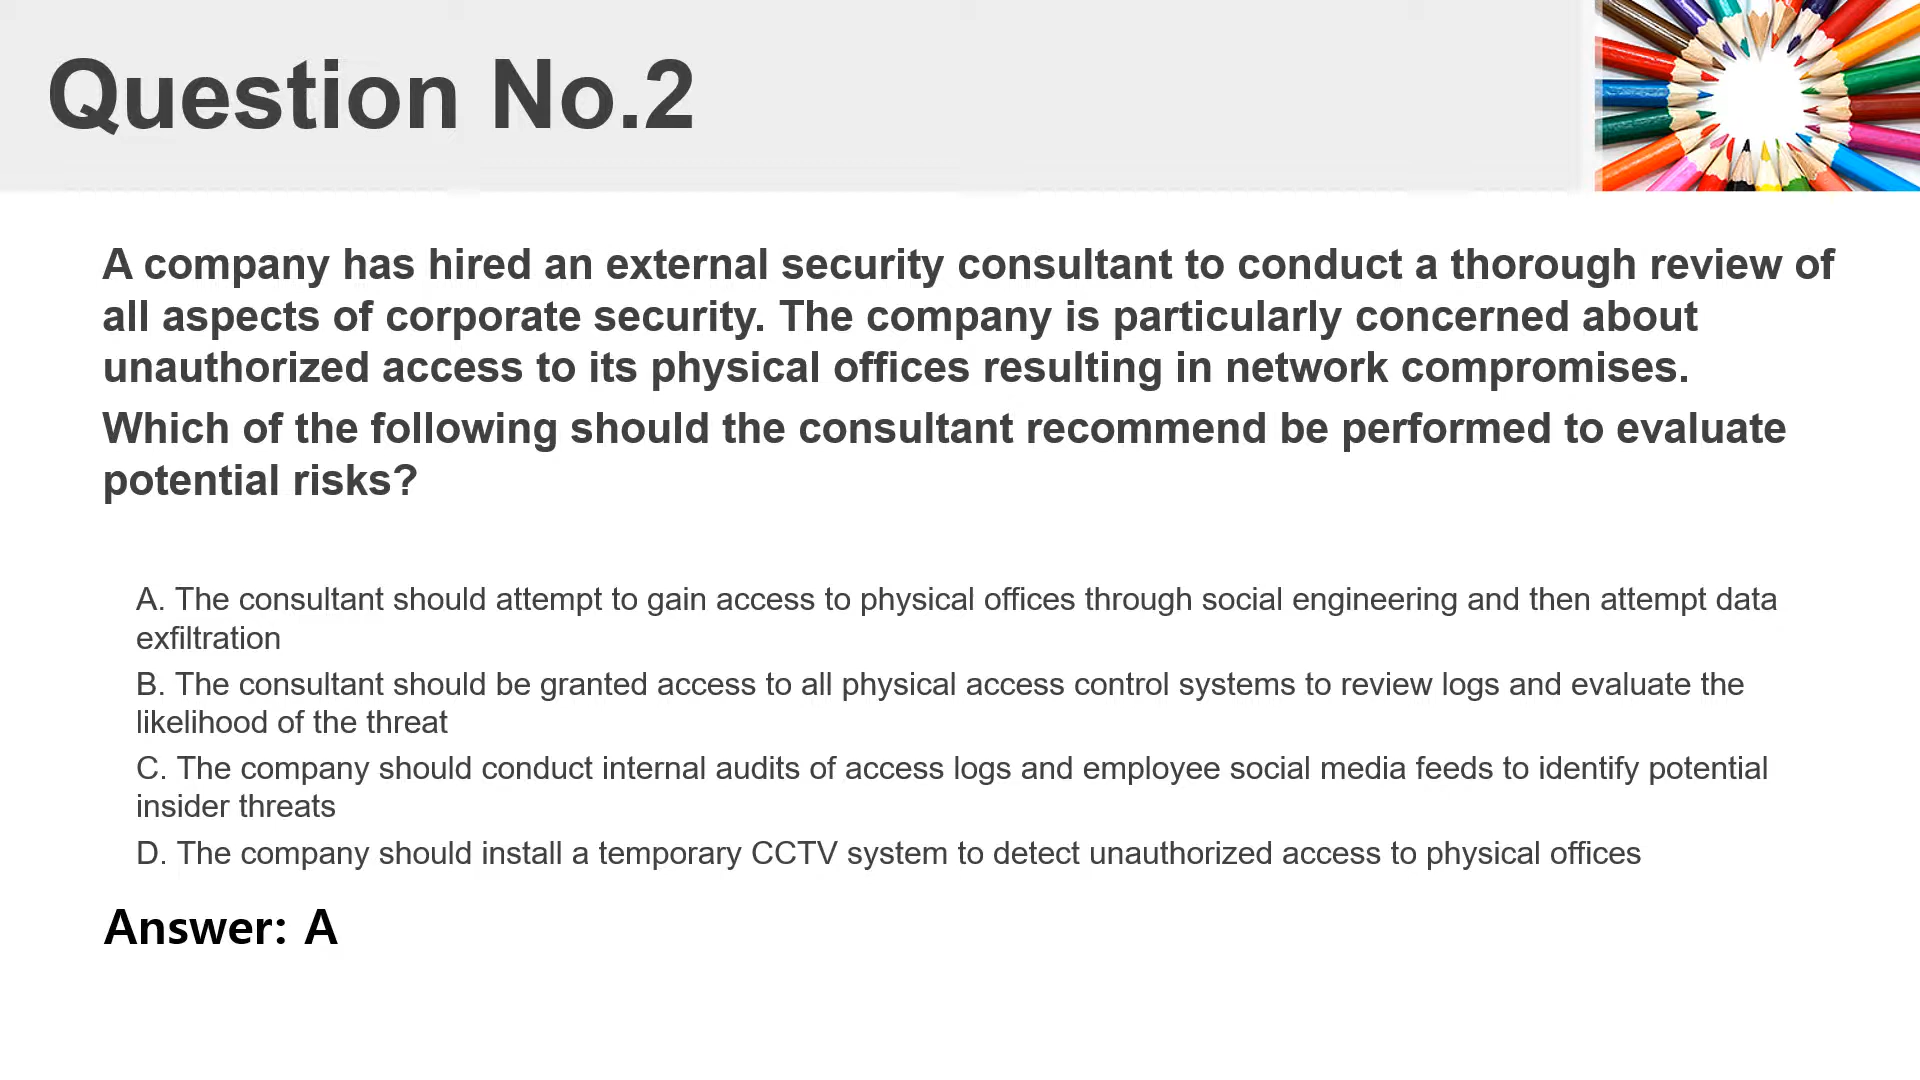 Question No.2
A company has hired an external security consultant to conduct a thorough review of
all aspects of corporate security. The company is particularly concerned about
unauthorized access to its physical offices resulting in network compromises.
Which of the following should the consultant recommend be performed to evaluate
potential risks?
A. The consultant should attempt to gain access to physical offices through social engineering and then attempt data
exfiltration
B. The consultant should be granted access to all physical access control systems to review logs and evaluate the
likelihood of the threat
C. The company should conduct internal audits of access logs and employee social media feeds to identify potential
insider threats
D. The company should install a temporary CCTV system to detect unauthorized access to physical offices
Answer: A